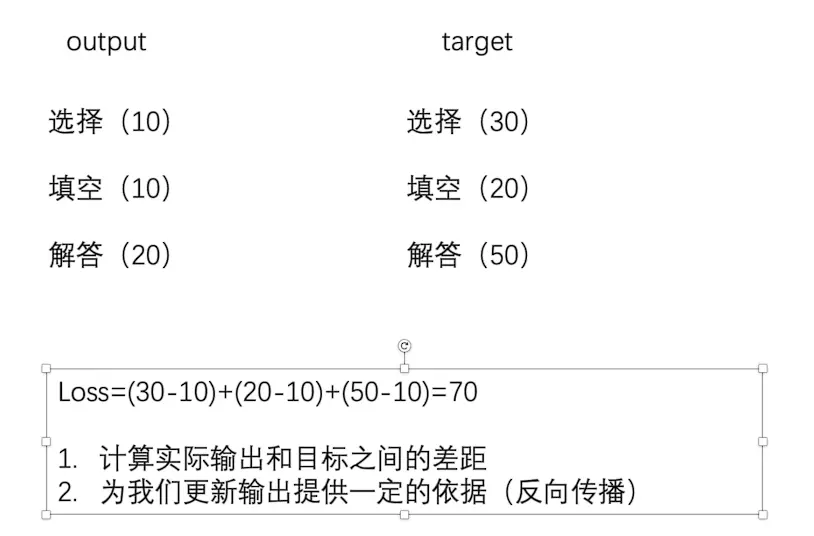 output target
选择（10） 选择（30）
填空（10） 填空（20）
解答（20） 解答（50）
Loss=(30-10)+(20-10)+(50-10)=70
1. 计算实际输出和目标之间的差距
2. 为我们更新输出提供一定的依据（反向传播）